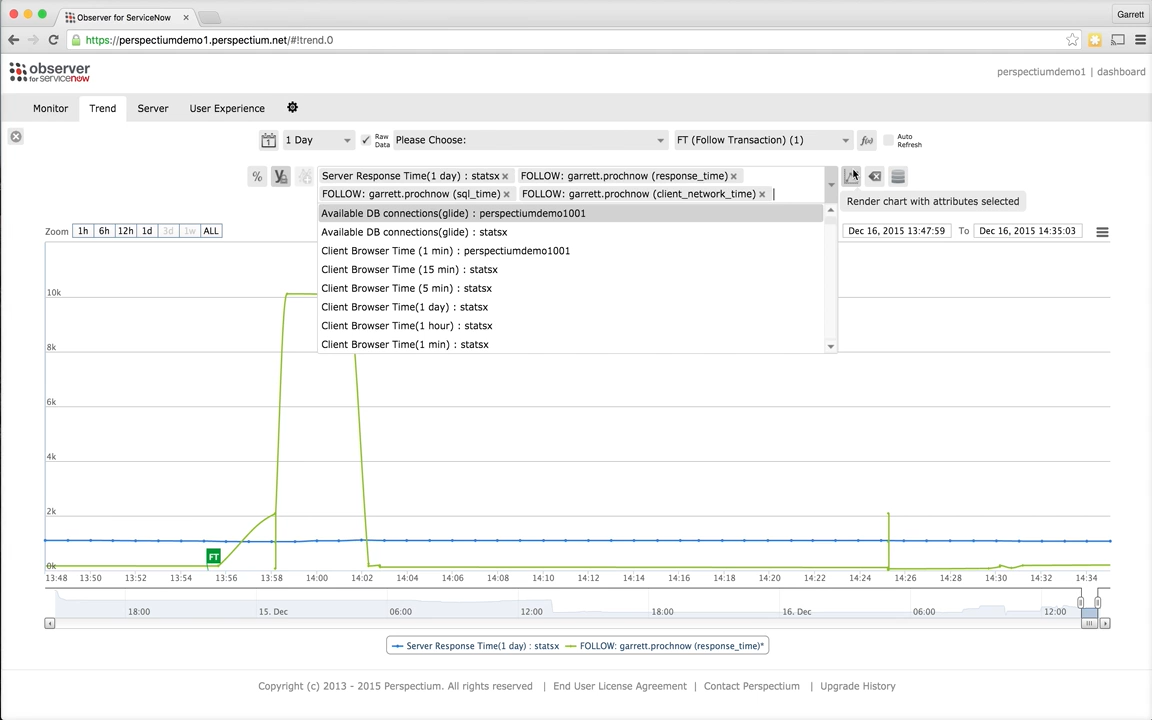 Observer for ServiceNow
Garrett
https://perspectiumdemo1.perspectium.net/#!trend.0
observer
for servicenow
perspectiumdemo1 | dashboard
Monitor Trend Server User Experience
1 1 Day Raw Data Please Choose: FT (Follow Transaction) (1) f(x) Auto Refresh
% Server Response Time(1 day) : statsx FOLLOW: garrett.prochnow (response_time)
FOLLOW: garrett.prochnow (sql_time) FOLLOW: garrett.prochnow (client_network_time)
Render chart with attributes selected
Available DB connections(glide) : perspectiumdemo1001
Zoom 1h 6h 12h 1d 3d 1w ALL
Available DB connections(glide) : statsx
Dec 16, 2015 13:47:59 To Dec 16, 2015 14:35:03
Client Browser Time (1 min) : perspectiumdemo1001
Client Browser Time (15 min) : statsx
Client Browser Time (5 min) : statsx
Client Browser Time(1 day) : statsx
Client Browser Time(1 hour) : statsx
Client Browser Time(1 min) : statsx
10k
8k
6k
4k
2k
FT
0k
13:48 13:50 13:52 13:54 13:56 13:58 14:00 14:02 14:04 14:06 14:08 14:10 14:12 14:14 14:16 14:18 14:20 14:22 14:24 14:26 14:28 14:30 14:32 14:34
18:00 15. Dec 06:00 12:00 18:00 16. Dec 06:00 12:00
Server Response Time(1 day) : statsx FOLLOW: garrett.prochnow (response_time)*
Copyright (c) 2013 - 2015 Perspectium. All rights reserved | End User License Agreement | Contact Perspectium | Upgrade History